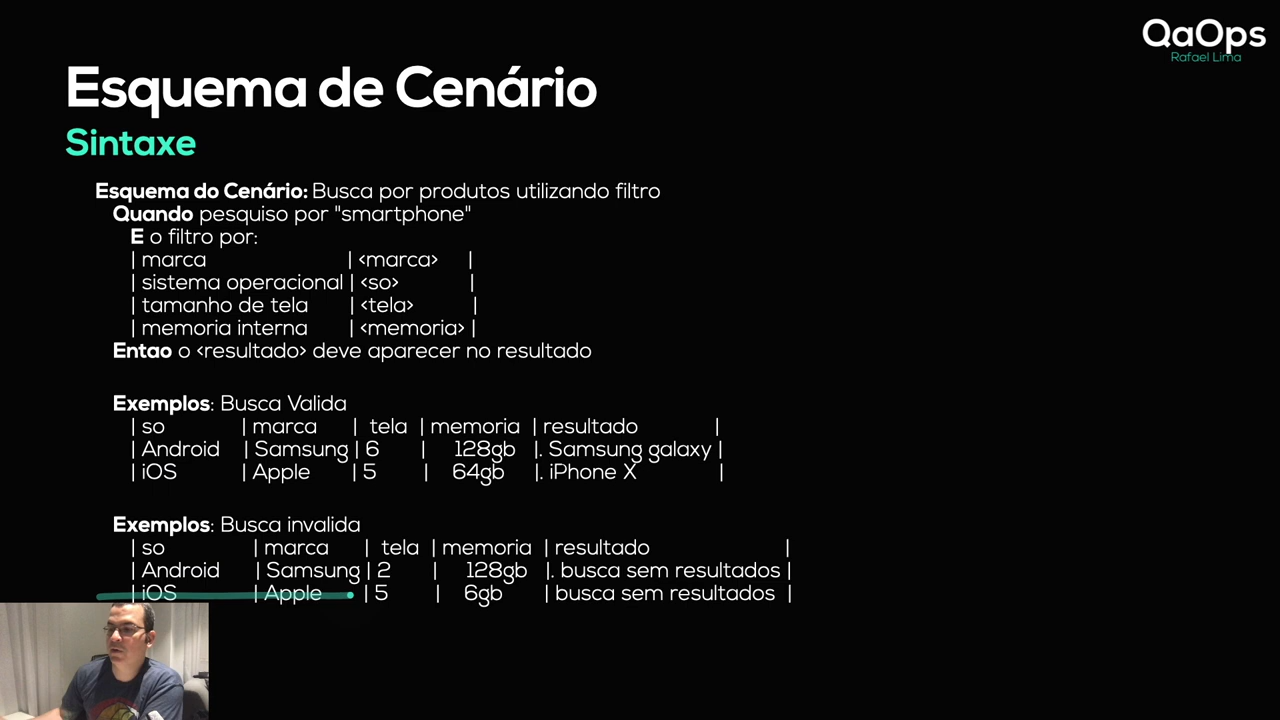 QaOps
Rafael Lima
Esquema de Cenário
Sintaxe
Esquema do Cenário: Busca por produtos utilizando filtro
Quando pesquiso por "smartphone"
E o filtro por:
| marca | <marca> |
| sistema operacional | <so> |
| tamanho de tela | <tela> |
| memoria interna | <memoria> |
Entao o <resultado> deve aparecer no resultado
Exemplos: Busca Valida
| so | marca | tela | memoria | resultado |
| Android | Samsung | 6 | 128gb |. Samsung galaxy |
| iOS | Apple | 5 | 64gb |. iPhone X |
Exemplos: Busca invalida
| so | marca | tela | memoria | resultado |
| Android | Samsung | 2 | 128gb |. busca sem resultados |
| iOS | Apple | 5 | 6gb | busca sem resultados |